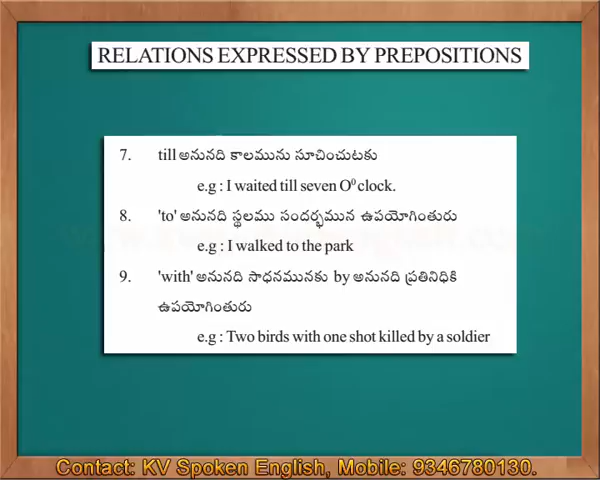 RELATIONS EXPRESSED BY PREPOSITIONS
7. till అనునది కాలమును సూచించుటకు
e.g : I waited till seven O⁰ clock.
8. 'to' అనునది స్థలము సందర్భమున ఉపయోగింతురు
e.g : I walked to the park
9. 'with' అనునది సాధనమునకు by అనునది ప్రతినిధికి
ఉపయోగింతురు
e.g : Two birds with one shot killed by a soldier
Contact: KV Spoken English, Mobile: 9346780130.